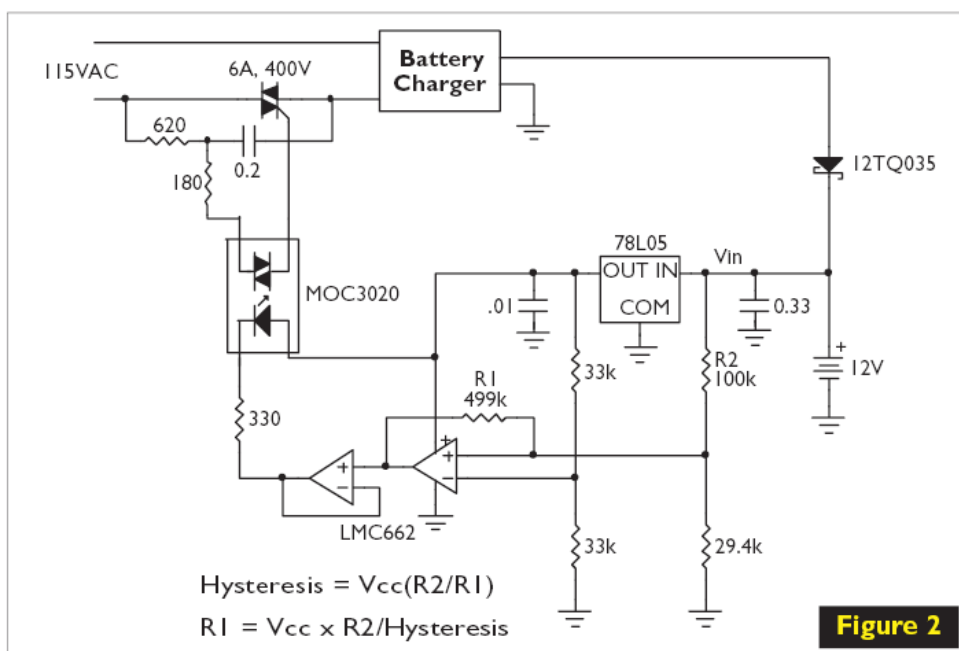 115VAC
6A, 400V
Battery
Charger
620
0.2
180
12TQ035
78L05
Vin
OUT IN
COM
MOC3020
.01
0.33
33k
R2
100k
12V
R1
499k
330
+
+
+
−
+
−
LMC662
33k
29.4k
Hysteresis = Vcc(R2/R1)
R1 = Vcc x R2/Hysteresis
Figure 2